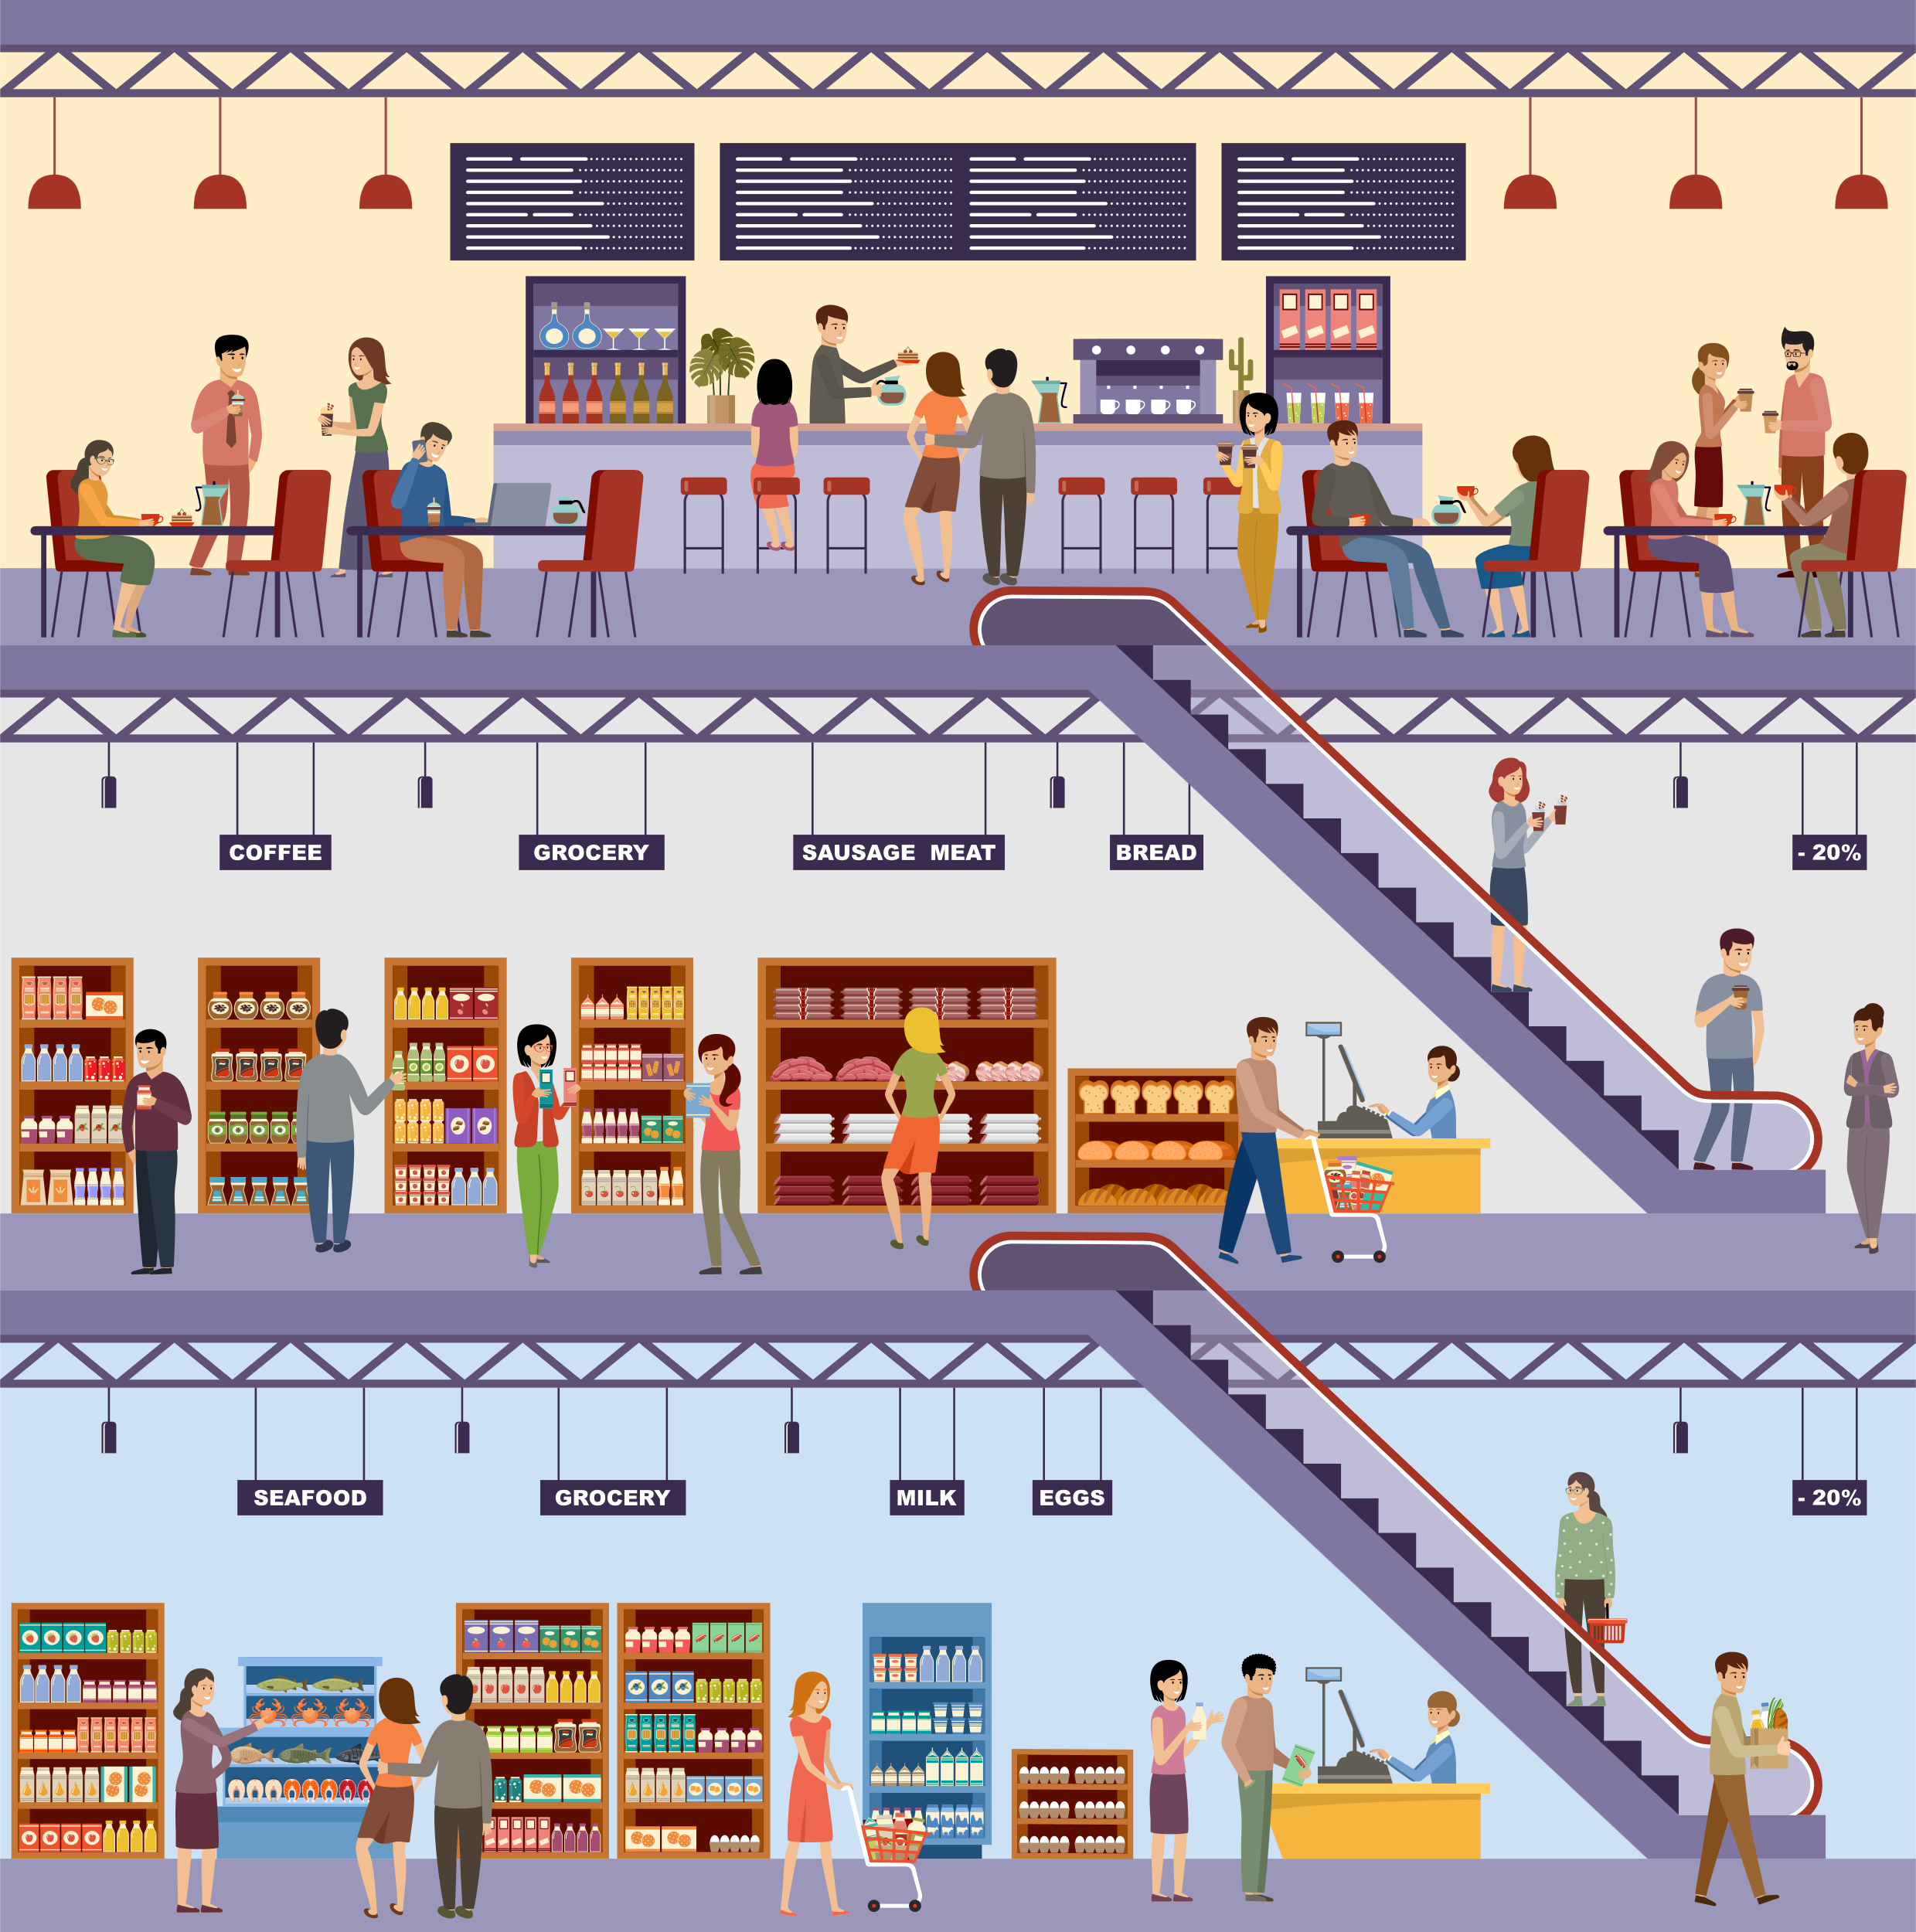 COFFEE
GROCERY
SAUSAGE MEAT
BREAD
- 20%
SEAFOOD
GROCERY
MILK
EGGS
- 20%